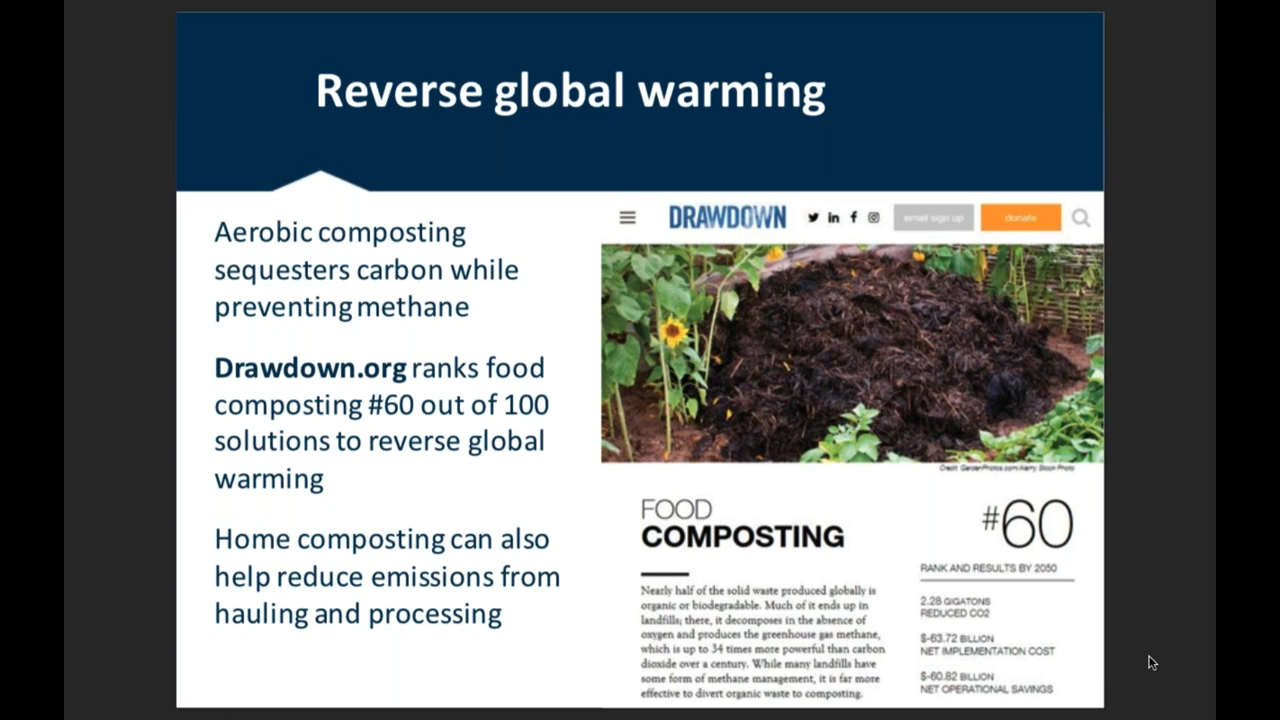 Reverse global warming
Aerobic composting
sequesters carbon while
preventing methane
Drawdown.org ranks food
composting #60 out of 100
solutions to reverse global
warming
Home composting can also
help reduce emissions from
hauling and processing
DRAWDOWN
email sign up
donate
Credit: GardenPhotos.com/Alamy Stock Photo
FOOD
COMPOSTING
Nearly half of the solid waste produced globally is
organic or biodegradable. Much of it ends up in
landfills; there, it decomposes in the absence of
oxygen and produces the greenhouse gas methane,
which is up to 34 times more powerful than carbon
dioxide over a century. While many landfills have
some form of methane management, it is far more
effective to divert organic waste to composting.
#60
RANK AND RESULTS BY 2050
2.28 GIGATONS
REDUCED CO2
$-63.72 BILLION
NET IMPLEMENTATION COST
$-60.82 BILLION
NET OPERATIONAL SAVINGS